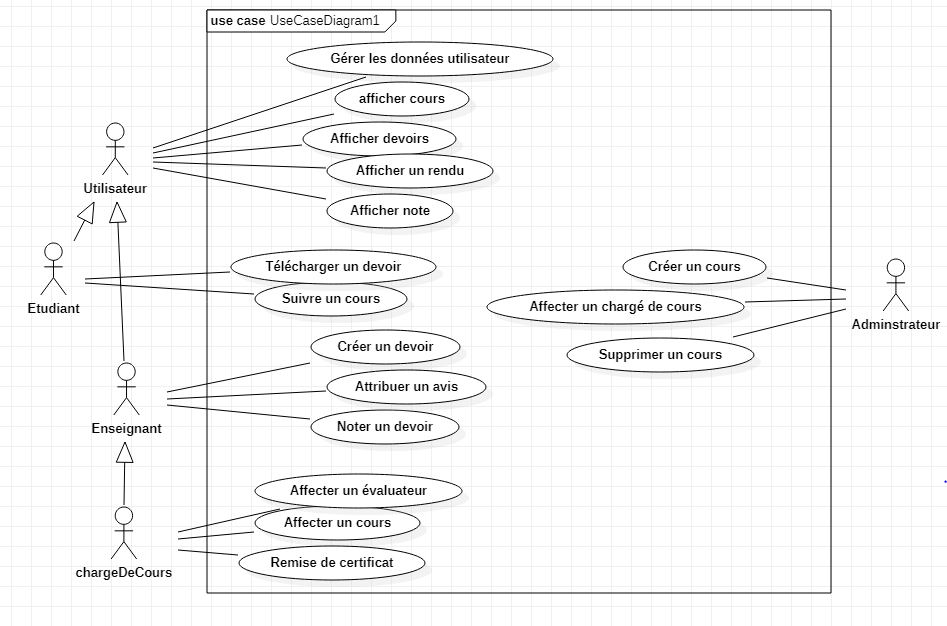 use case UseCaseDiagram1
Gérer les données utilisateur
afficher cours
Afficher devoirs
Afficher un rendu
Utilisateur
Afficher note
Télécharger un devoir
Créer un cours
Suivre un cours
Etudiant
Affecter un chargé de cours
Adminstrateur
Créer un devoir
Supprimer un cours
Attribuer un avis
Enseignant
Noter un devoir
Affecter un évaluateur
Affecter un cours
Remise de certificat
chargeDeCours